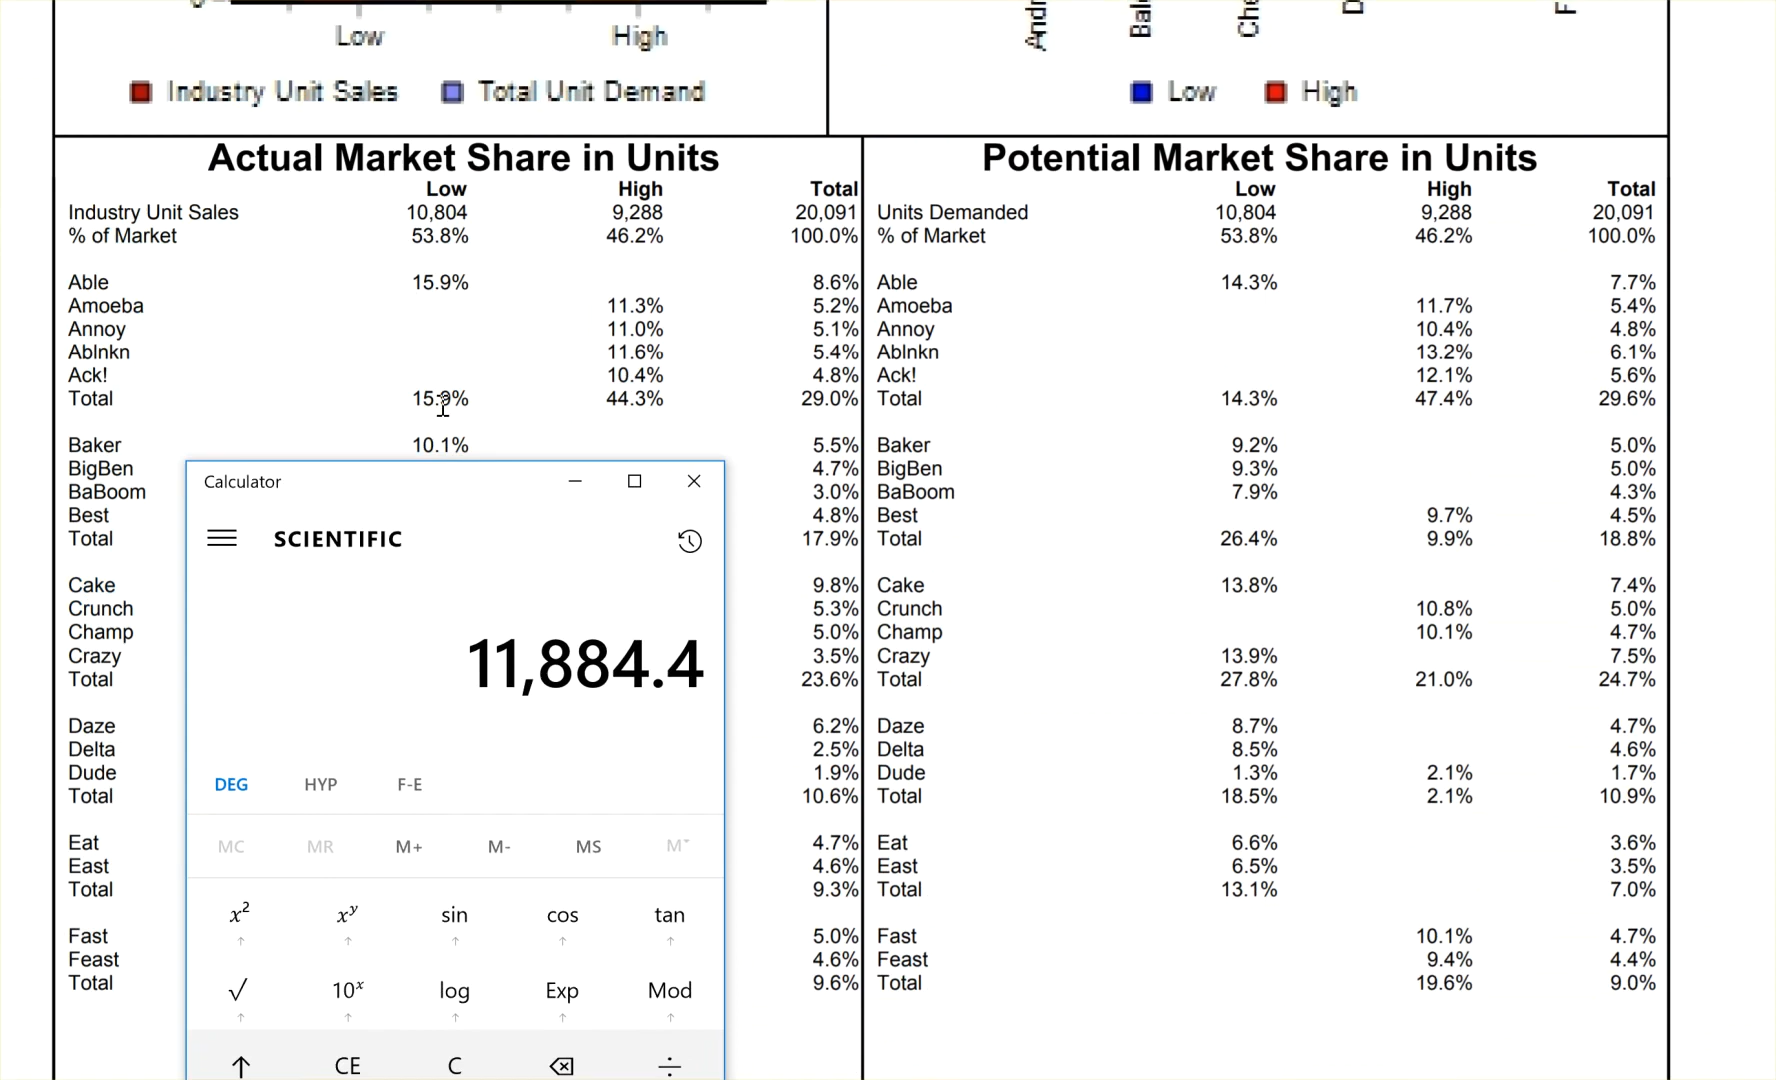 Low High
Industry Unit Sales Total Unit Demand
Andr Bak Che D F
Low High
Actual Market Share in Units
Low High Total
Industry Unit Sales 10,804 9,288 20,091
% of Market 53.8% 46.2% 100.0%
Able 15.9% 8.6%
Amoeba 11.3% 5.2%
Annoy 11.0% 5.1%
Ablnkn 11.6% 5.4%
Ack! 10.4% 4.8%
Total 15.9% 44.3% 29.0%
Baker 10.1% 5.5%
BigBen 4.7%
BaBoom 3.0%
Best 4.8%
Total 17.9%
Cake 9.8%
Crunch 5.3%
Champ 5.0%
Crazy 3.5%
Total 23.6%
Daze 6.2%
Delta 2.5%
Dude 1.9%
Total 10.6%
Eat 4.7%
East 4.6%
Total 9.3%
Fast 5.0%
Feast 4.6%
Total 9.6%
Potential Market Share in Units
Low High Total
Units Demanded 10,804 9,288 20,091
% of Market 53.8% 46.2% 100.0%
Able 14.3% 7.7%
Amoeba 11.7% 5.4%
Annoy 10.4% 4.8%
Ablnkn 13.2% 6.1%
Ack! 12.1% 5.6%
Total 14.3% 47.4% 29.6%
Baker 9.2% 5.0%
BigBen 9.3% 5.0%
BaBoom 7.9% 4.3%
Best 9.7% 4.5%
Total 26.4% 9.9% 18.8%
Cake 13.8% 7.4%
Crunch 10.8% 5.0%
Champ 10.1% 4.7%
Crazy 13.9% 7.5%
Total 27.8% 21.0% 24.7%
Daze 8.7% 4.7%
Delta 8.5% 4.6%
Dude 1.3% 2.1% 1.7%
Total 18.5% 2.1% 10.9%
Eat 6.6% 3.6%
East 6.5% 3.5%
Total 13.1% 7.0%
Fast 10.1% 4.7%
Feast 9.4% 4.4%
Total 19.6% 9.0%
Calculator
SCIENTIFIC
11,884.4
DEG HYP F-E
MC MR M+ M- MS M˅
x² xʸ sin cos tan
√ 10ˣ log Exp Mod
↑ CE C ⌫ ÷